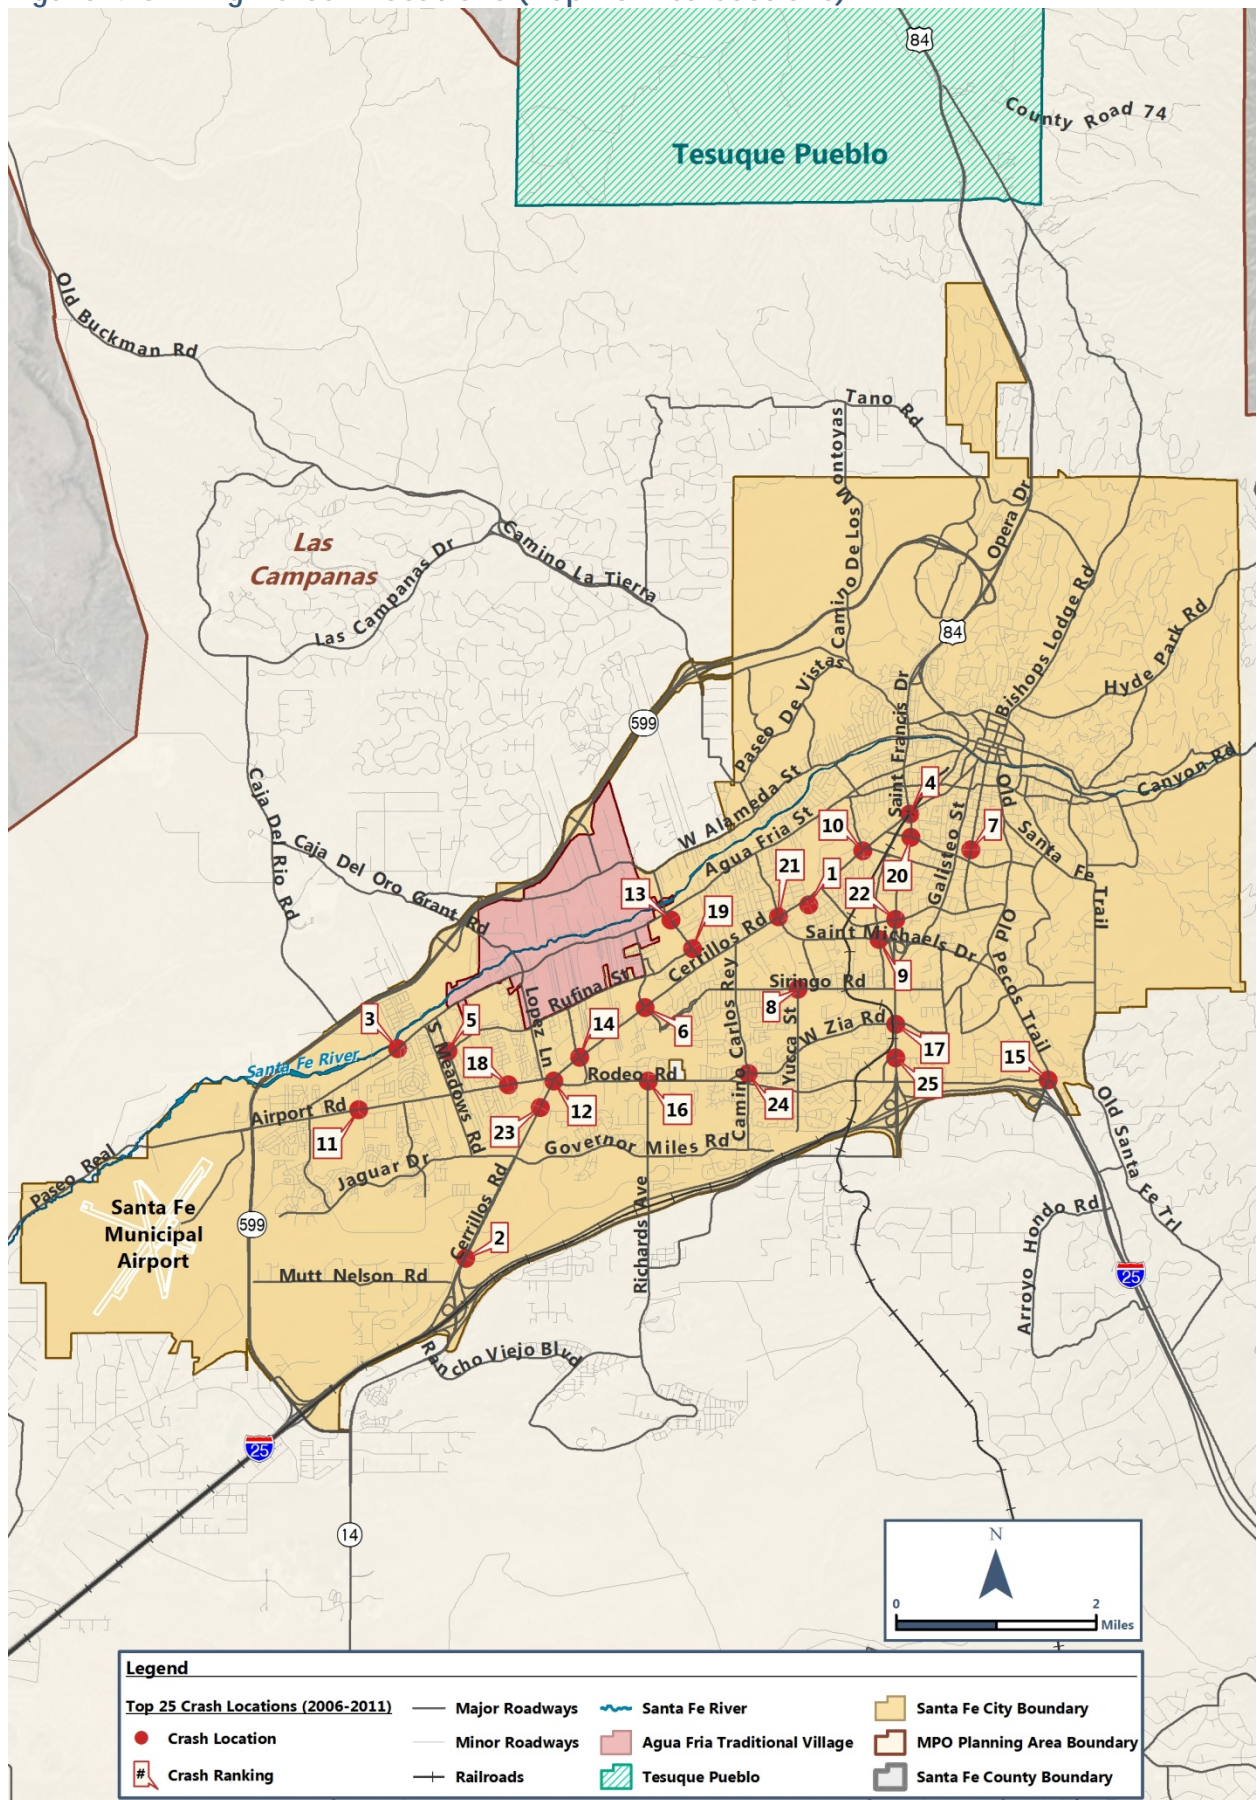 84
County Road 74
Tesuque Pueblo
Old Buckman Rd
Tano Rd
Camino De Los Montoyas
Opera Dr
Las
Campanas
Camino La Tierra
Las Campanas Dr
84
Bishops Lodge Rd
Hyde Park Rd
Paseo De Vistas
599
Saint Francis Dr
Canyon Rd
Caja Del Rio Rd
W Alameda St
4
Old Santa Fe Trail
Agua Fria St
Galisteo St
10
7
Caja Del Oro Grant Rd
21
1
20
13
22
19
Cerrillos Rd
Saint Michaels Dr
PIO
Pecos Trail
9
Rufina St
Lopez Ln
Siringo Rd
8
3
5
14
6
Camino Carlos Rey
Yucca St
W Zia Rd
17
Santa Fe River
S Meadows Rd
18
Rodeo Rd
15
25
Airport Rd
12
16
24
11
23
Old Santa Fe Trl
Governor Miles Rd
Paseo Real
Jaguar Dr
Santa Fe
Municipal
Airport
599
Cerrillos Rd
2
Richards Ave
Arroyo Hondo Rd
Mutt Nelson Rd
25
Rancho Viejo Blvd
25
14
N
0 2
Miles
Legend
Top 25 Crash Locations (2006-2011)
Crash Location
# Crash Ranking
Major Roadways
Minor Roadways
Railroads
Santa Fe River
Agua Fria Traditional Village
Tesuque Pueblo
Santa Fe City Boundary
MPO Planning Area Boundary
Santa Fe County Boundary